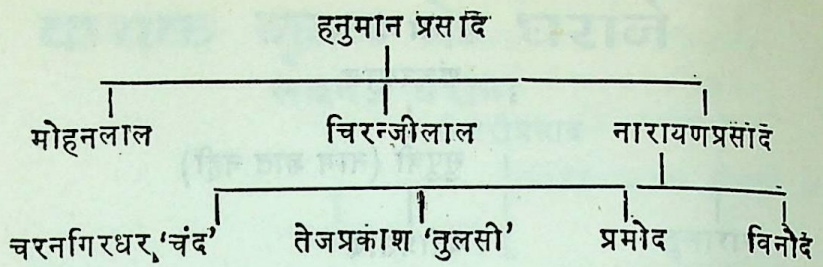 हनुमान प्रसाद
मोहनलाल चिरन्जीलाल नारायणप्रसाद
चरनगिरधर 'चंद' तेजप्रकाश 'तुलसी' प्रमोद विनोद